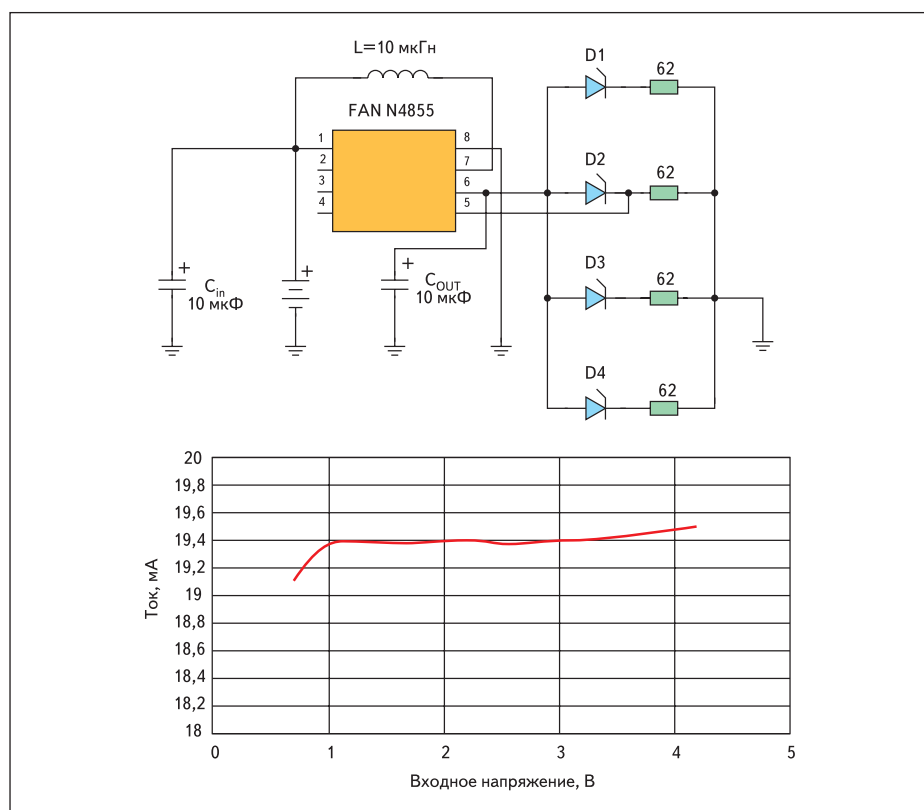 L=10 мкГн
FAN N4855
1
2
3
4
8
7
6
5
+
C_in
10 мкФ
+
+
C_OUT
10 мкФ
D1
62
D2
62
D3
62
D4
62
Ток, мА
20
19,8
19,6
19,4
19,2
19
18,8
18,6
18,4
18,2
18
0 1 2 3 4 5
Входное напряжение, В